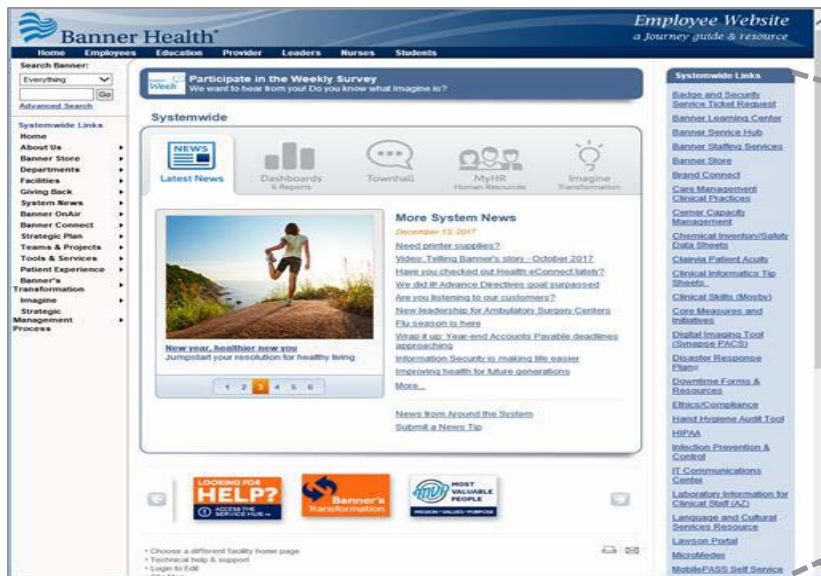 Banner Health
Employee Website
a Journey guide & resource
Home Employees Education Provider Leaders Nurses Students
Search Banner:
Everything
Go
Advanced Search
Systemwide Links
Home
About Us
Banner Store
Departments
Facilities
Giving Back
System News
Banner OnAir
Banner Connect
Strategic Plan
Teams & Projects
Tools & Services
Patient Experience
Banner's
Transformation
Imagine
Strategic
Management
Process
Week
Participate in the Weekly Survey
We want to hear from you! Do you know what Imagine is?
Systemwide
NEWS
Latest News
Dashboards
& Reports
Townhall
MyHR
Human Resources
Imagine
Transformation
New year, healthier new you
Jumpstart your resolution for healthy living
1 2 3 4 5 6
More System News
December 13, 2017
Need printer supplies?
Video: Telling Banner's story - October 2017
Have you checked out Health eConnect lately?
We did it! Advance Directives goal surpassed
Are you listening to our customers?
New leadership for Ambulatory Surgery Centers
Flu season is here
Wrap it up: Year-end Accounts Payable deadlines
approaching
Information Security is making life easier
Improving health for future generations
More...
News from Around the System
Submit a News Tip
LOOKING FOR
HELP?
ACCESS THE
SERVICE HUB
Banner's
Transformation
MVP
MOST
VALUABLE
PEOPLE
MISSION VALUES PURPOSE
Choose a different facility home page
Technical help & support
Login to Edit
Systemwide Links
Badge and Security
Service Ticket Request
Banner Learning Center
Banner Service Hub
Banner Staffing Services
Banner Store
Brand Connect
Care Management
Clinical Practices
Cerner Capacity
Management
Chemical Inventory/Safety
Data Sheets
Clairvia Patient Acuity
Clinical Informatics Tip
Sheets
Clinical Skills (Mosby)
Core Measures and
Initiatives
Digital Imaging Tool
(Synapse PACS)
Disaster Response
Plans
Downtime Forms &
Resources
Ethics/Compliance
Hand Hygiene Audit Tool
HIPAA
Infection Prevention &
Control
IT Communications
Center
Laboratory Information for
Clinical Staff (AZ)
Language and Cultural
Services Resource
Lawson Portal
MicroMedex
MobilePASS Self Service